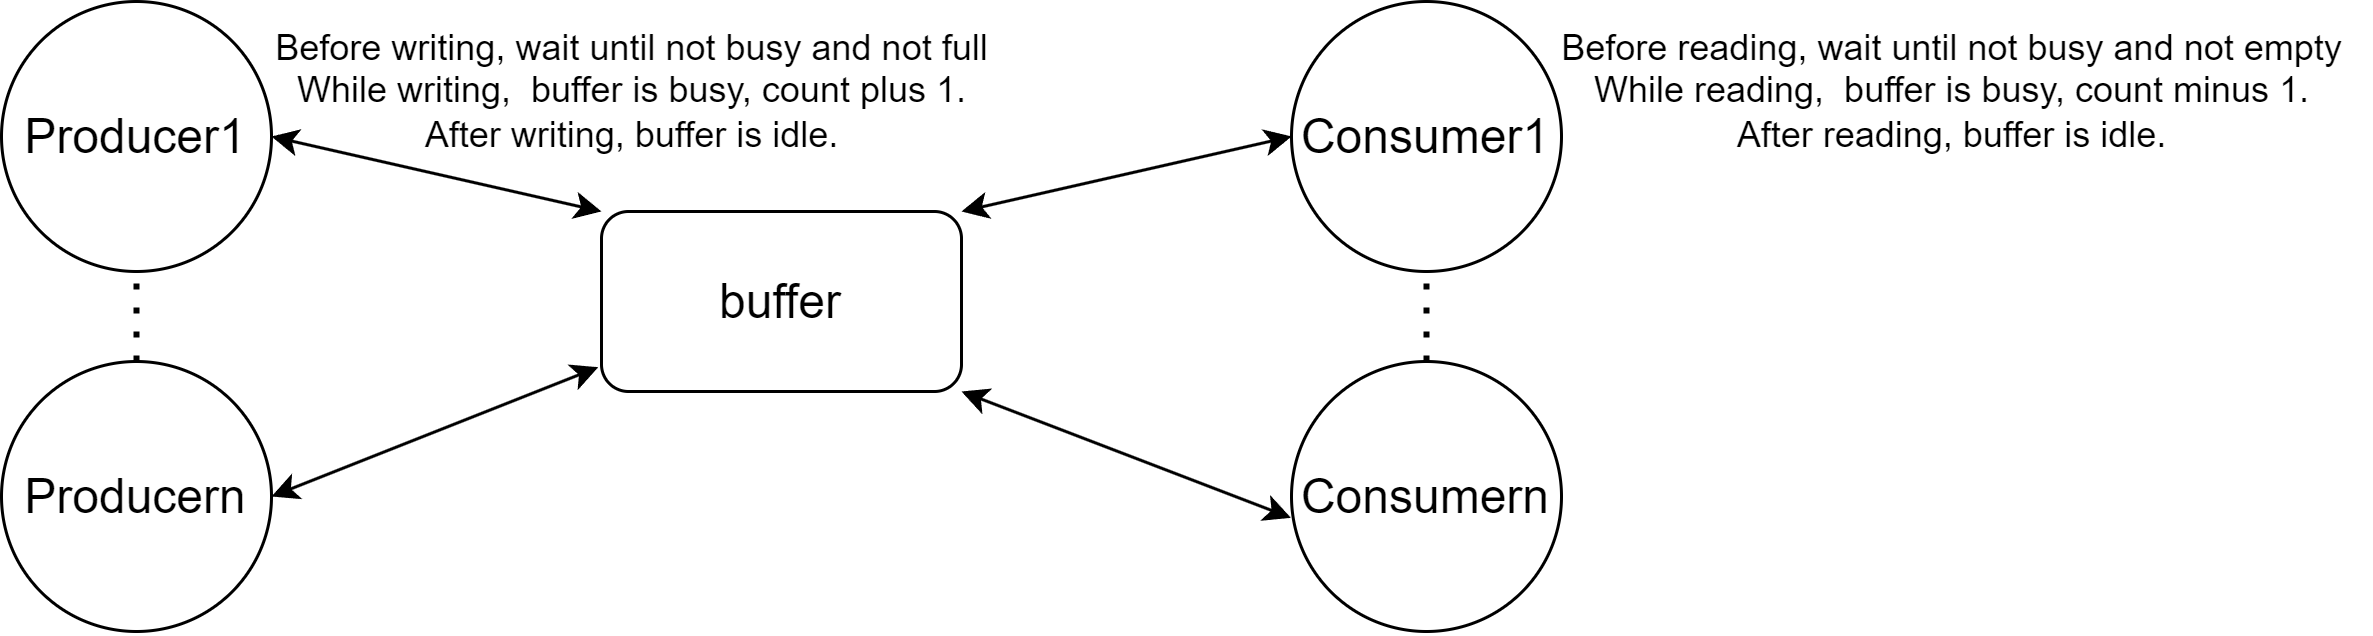 Producer1
Before writing, wait until not busy and not full
While writing,  buffer is busy, count plus 1.
After writing, buffer is idle.
Consumer1
Before reading, wait until not busy and not empty
While reading,  buffer is busy, count minus 1.
After reading, buffer is idle.
buffer
Producern
Consumern